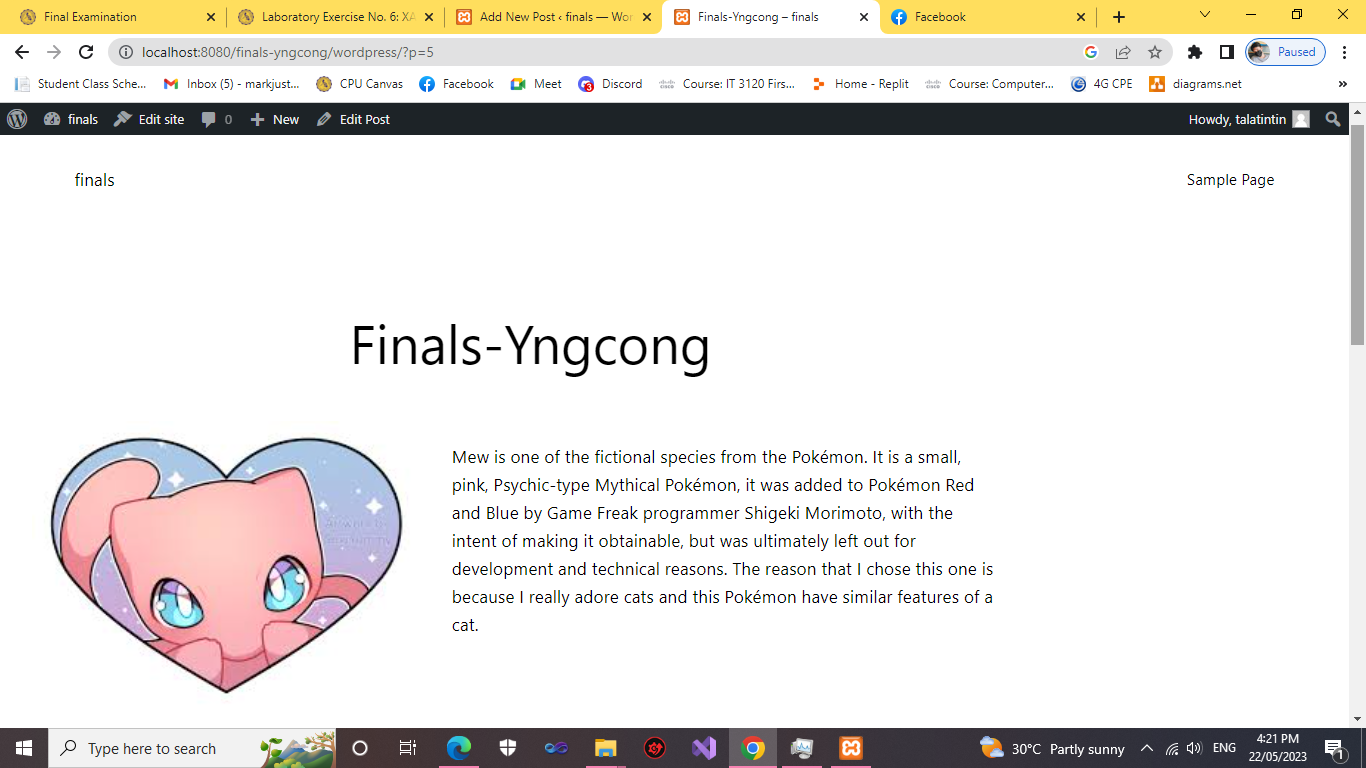 Final Examination
Laboratory Exercise No. 6: XA
Add New Post ‹ finals — Wor
Finals-Yngcong – finals
Facebook
localhost:8080/finals-yngcong/wordpress/?p=5
Paused
Student Class Sche...
Inbox (5) - markjust...
CPU Canvas
Facebook
Meet
Discord
Course: IT 3120 Firs...
Home - Replit
Course: Computer...
4G CPE
diagrams.net
»
finals
Edit site
0
New
Edit Post
Howdy, talatintin
finals
Sample Page
Finals-Yngcong
Mew is one of the fictional species from the Pokémon. It is a small,
pink, Psychic-type Mythical Pokémon, it was added to Pokémon Red
and Blue by Game Freak programmer Shigeki Morimoto, with the
intent of making it obtainable, but was ultimately left out for
development and technical reasons. The reason that I chose this one is
because I really adore cats and this Pokémon have similar features of a
cat.
Type here to search
30°C Partly sunny
ENG
4:21 PM
22/05/2023
1